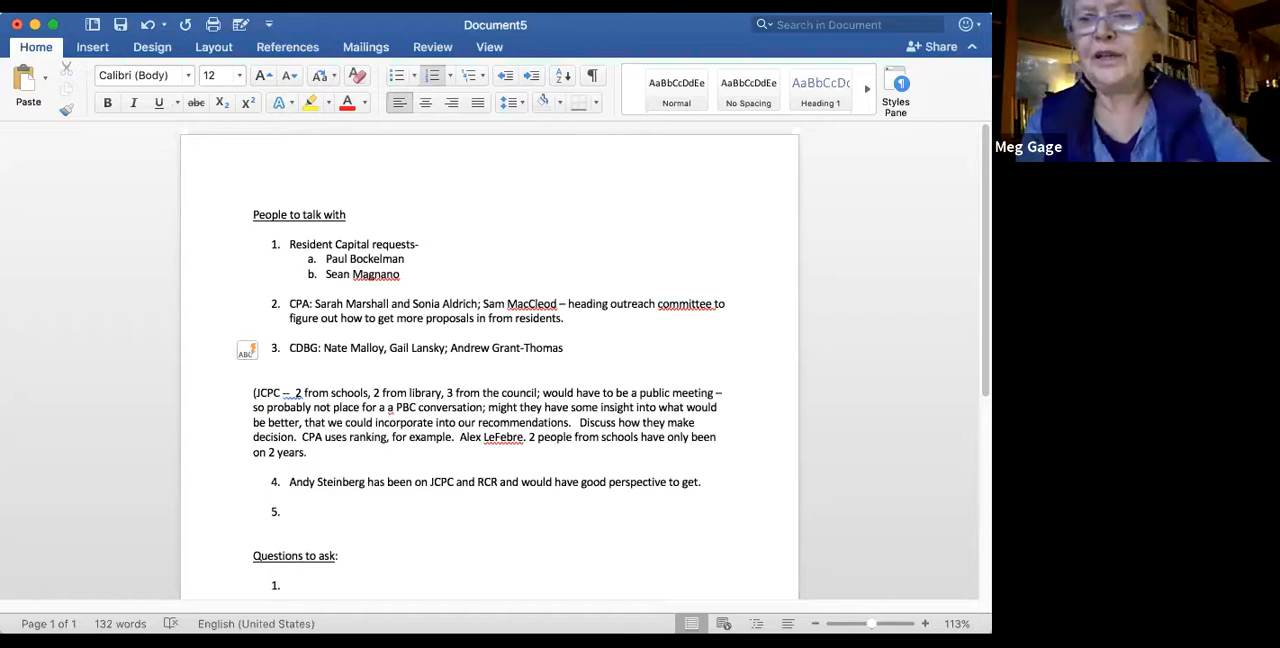 Document5
Search in Document
Home Insert Design Layout References Mailings Review View
Share
Paste
Calibri (Body) 12
AaBbCcDdEe AaBbCcDdEe AaBbCcDc
Normal No Spacing Heading 1
Styles
Pane
Meg Gage
People to talk with
1. Resident Capital requests-
a. Paul Bockelman
b. Sean Magnano
2. CPA: Sarah Marshall and Sonia Aldrich; Sam MacCleod – heading outreach committee to
figure out how to get more proposals in from residents.
3. CDBG: Nate Malloy, Gail Lansky; Andrew Grant-Thomas
(JCPC – 2 from schools, 2 from library, 3 from the council; would have to be a public meeting –
so probably not place for a a PBC conversation; might they have some insight into what would
be better, that we could incorporate into our recommendations. Discuss how they make
decision. CPA uses ranking, for example. Alex LeFebre. 2 people from schools have only been
on 2 years.
4. Andy Steinberg has been on JCPC and RCR and would have good perspective to get.
5.
Questions to ask:
1.
Page 1 of 1 132 words English (United States) 113%